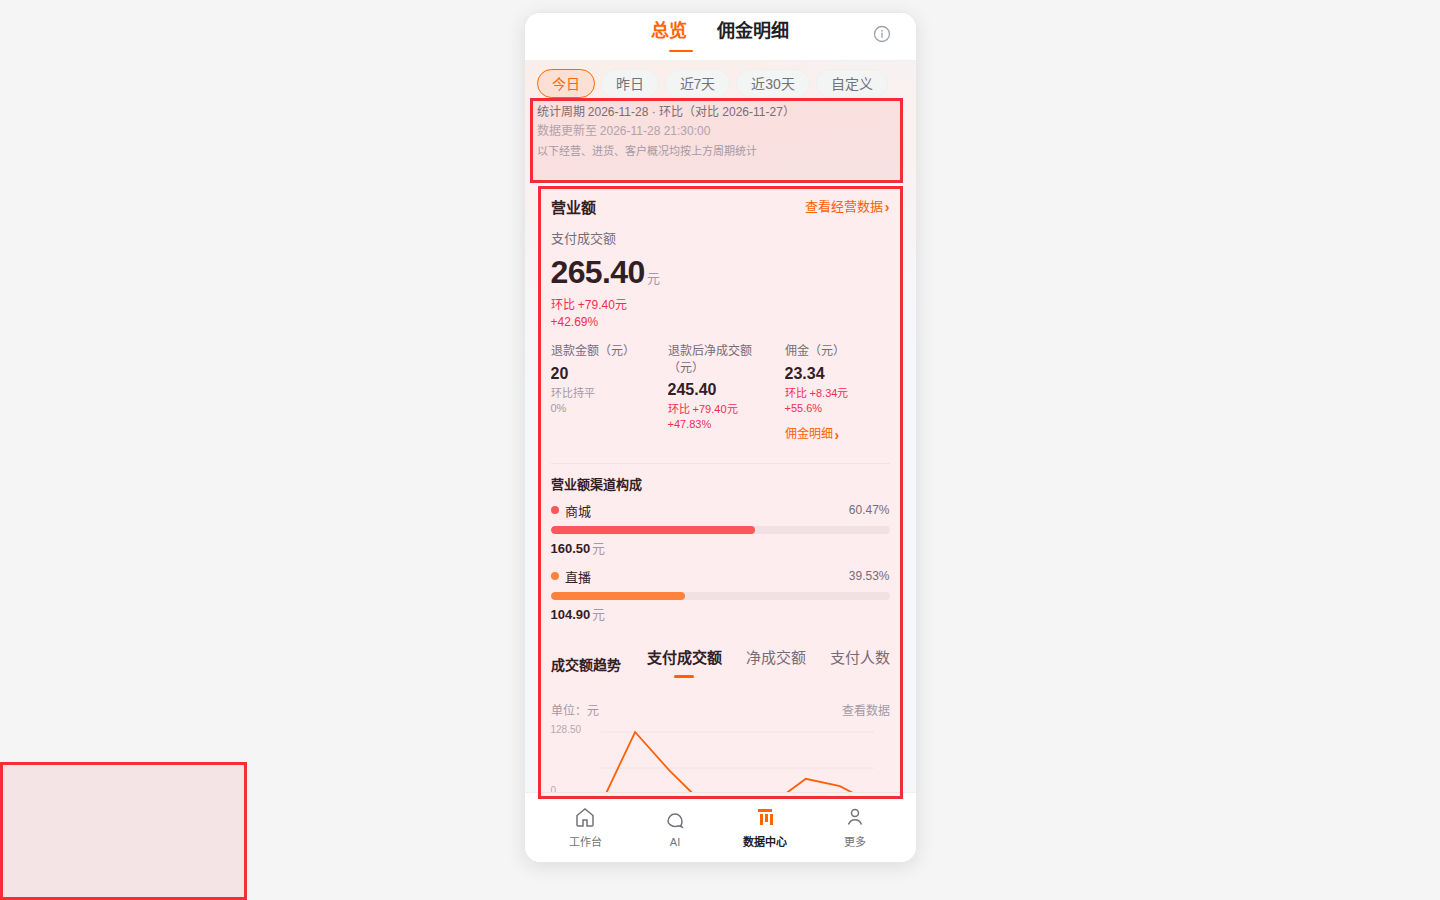 总览 佣金明细
今日 昨日 近7天 近30天 自定义
统计周期 2026-11-28 · 环比（对比 2026-11-27）
数据更新至 2026-11-28 21:30:00
以下经营、进货、客户概况均按上方周期统计
营业额 查看经营数据›
支付成交额
265.40元
环比 +79.40元
+42.69%
退款金额（元）
20
环比持平
0%
退款后净成交额
（元）
245.40
环比 +79.40元
+47.83%
佣金（元）
23.34
环比 +8.34元
+55.6%
佣金明细›
营业额渠道构成
商城 60.47%
160.50元
直播 39.53%
104.90元
成交额趋势 支付成交额 净成交额 支付人数
单位：元 查看数据
128.50
0
工作台 AI 数据中心 更多